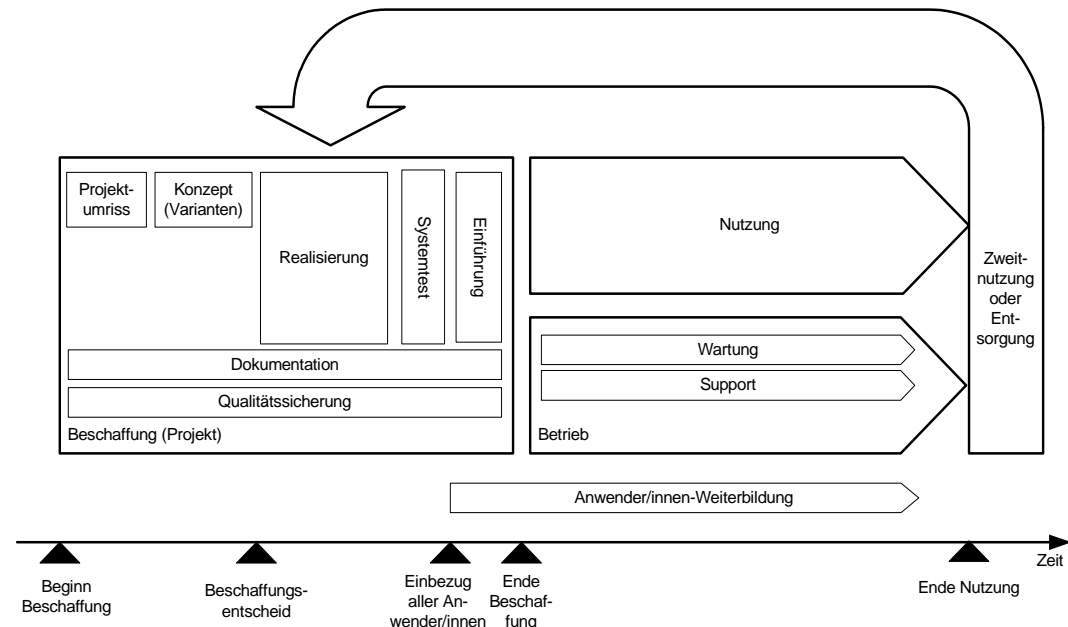 Projekt-
umriss
Konzept
(Varianten)
Realisierung
Systemtest
Einführung
Dokumentation
Qualitätssicherung
Beschaffung (Projekt)
Nutzung
Wartung
Support
Betrieb
Zweit-
nutzung
oder
Ent-
sorgung
Anwender/innen-Weiterbildung
Zeit
Beginn
Beschaffung
Beschaffungs-
entscheid
Einbezug
aller An-
wender/innen
Ende
Beschaf-
fung
Ende Nutzung